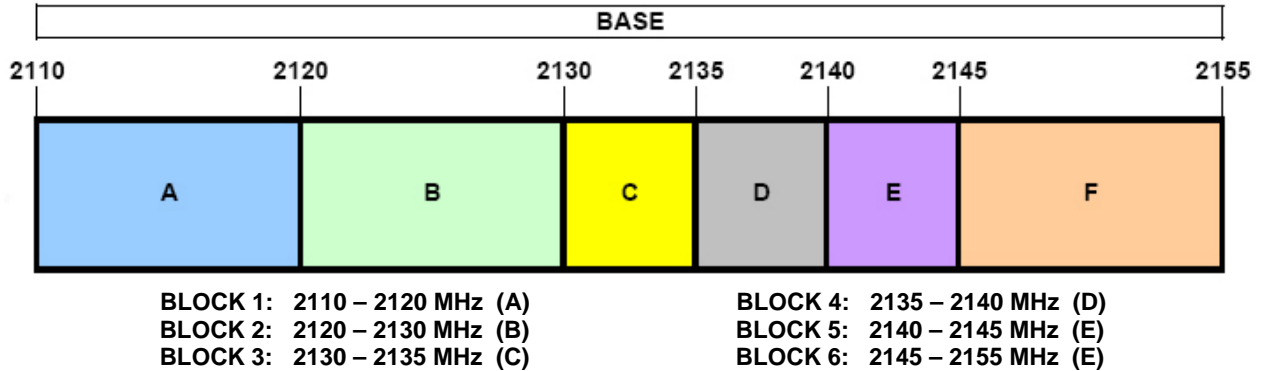 BASE
2110 2120 2130 2135 2140 2145 2155
A B C D E F
BLOCK 1: 2110 – 2120 MHz (A)
BLOCK 2: 2120 – 2130 MHz (B)
BLOCK 3: 2130 – 2135 MHz (C)
BLOCK 4: 2135 – 2140 MHz (D)
BLOCK 5: 2140 – 2145 MHz (E)
BLOCK 6: 2145 – 2155 MHz (E)